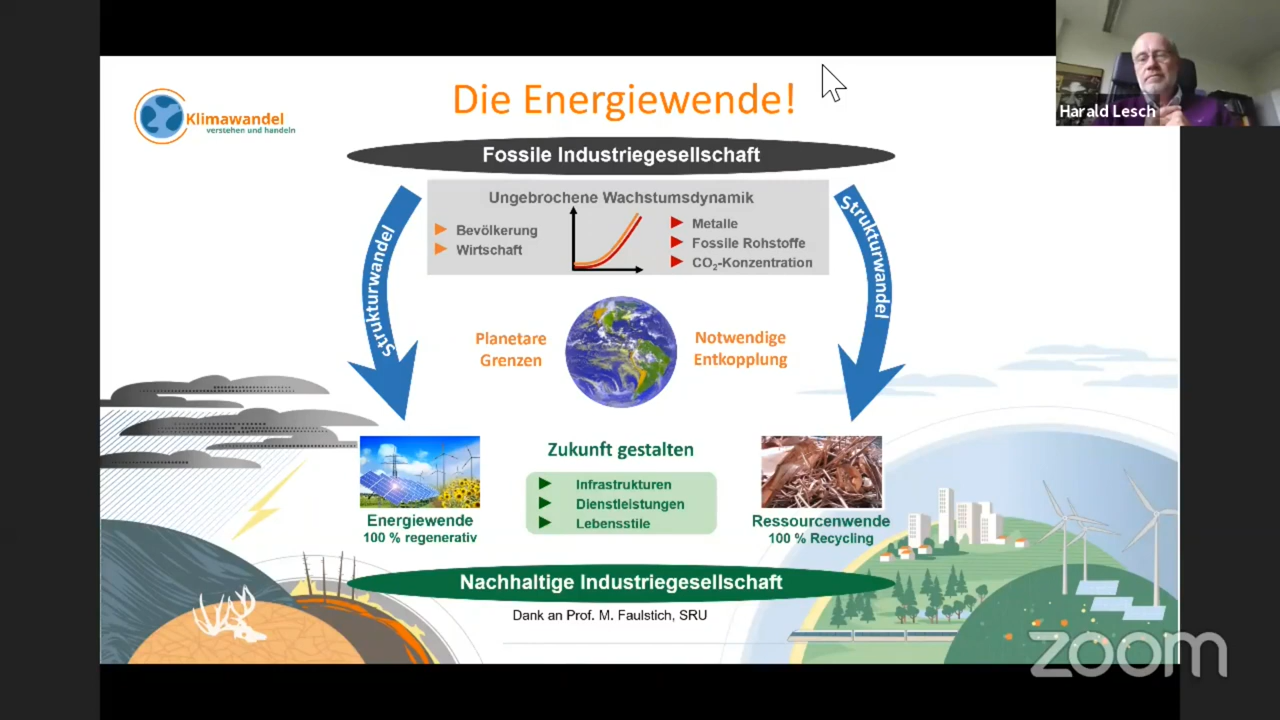 Die Energiewende!
Harald Lesch
Klimawandel
verstehen und handeln
Fossile Industriegesellschaft
Ungebrochene Wachstumsdynamik
Bevölkerung
Wirtschaft
Metalle
Fossile Rohstoffe
CO₂-Konzentration
Strukturwandel
Strukturwandel
Planetare
Grenzen
Notwendige
Entkopplung
Zukunft gestalten
Infrastrukturen
Dienstleistungen
Lebensstile
Energiewende
100 % regenerativ
Ressourcenwende
100 % Recycling
Nachhaltige Industriegesellschaft
Dank an Prof. M. Faulstich, SRU
zoom